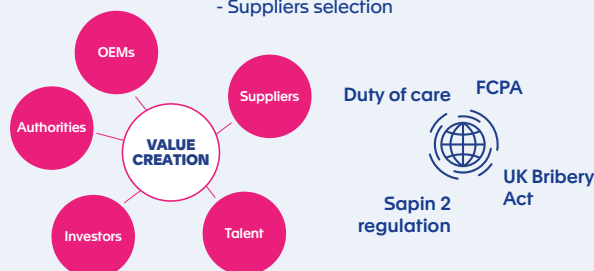 - Suppliers selection
OEMs
Suppliers
Authorities
VALUE
CREATION
Investors
Talent
Duty of care
FCPA
UK Bribery
Act
Sapin 2
regulation